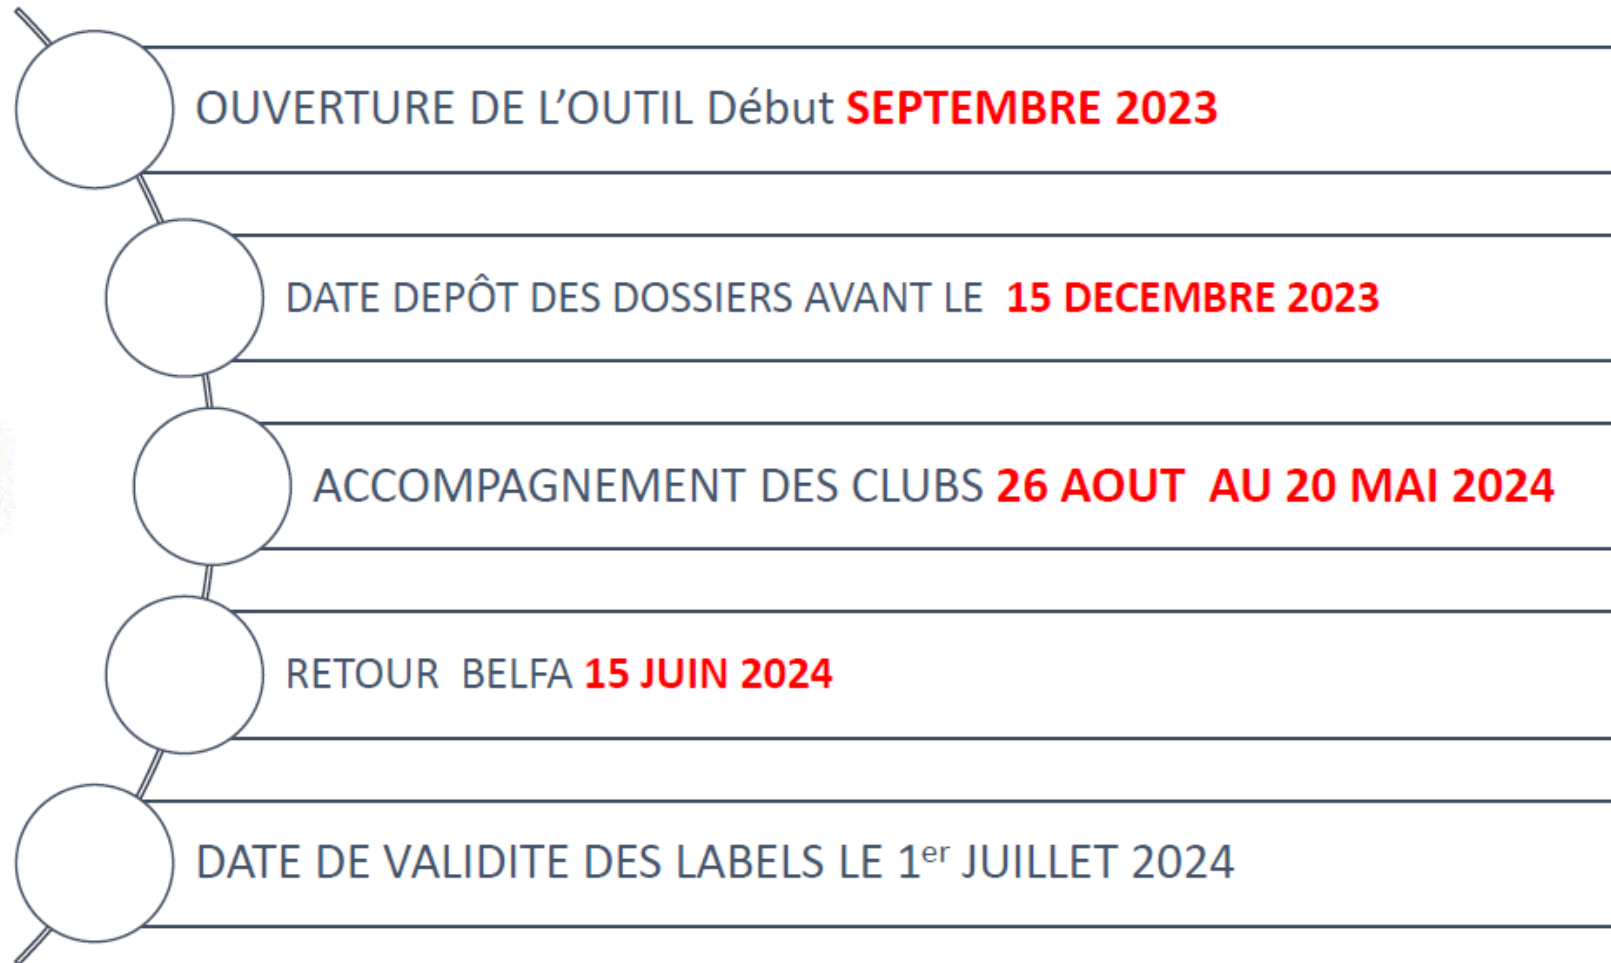 OUVERTURE DE L’OUTIL Début SEPTEMBRE 2023
DATE DEPÔT DES DOSSIERS AVANT LE 15 DECEMBRE 2023
ACCOMPAGNEMENT DES CLUBS 26 AOUT AU 20 MAI 2024
RETOUR BELFA 15 JUIN 2024
DATE DE VALIDITE DES LABELS LE 1er JUILLET 2024